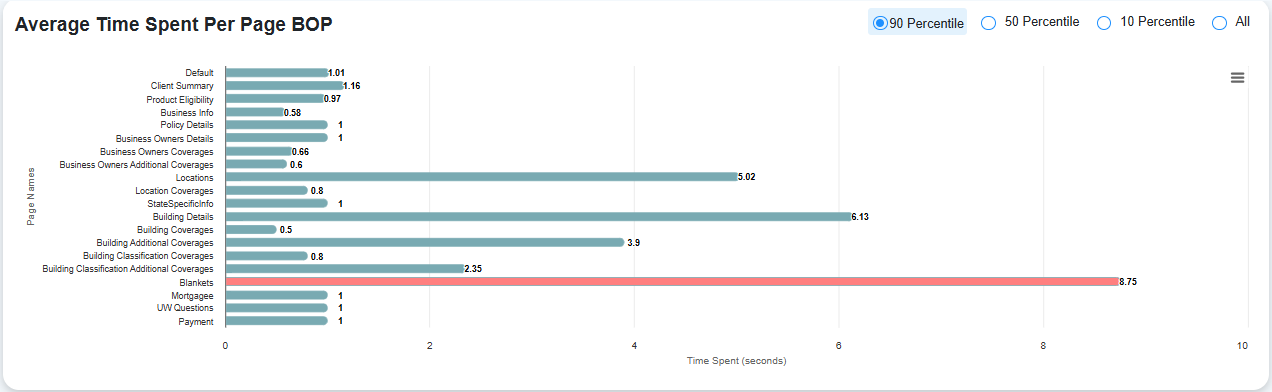 Average Time Spent Per Page BOP
90 Percentile 50 Percentile 10 Percentile All
Default 1.01
Client Summary 1.16
Product Eligibility 0.97
Business Info 0.58
Policy Details 1
Business Owners Details 1
Business Owners Coverages 0.66
Business Owners Additional Coverages 0.6
Locations 5.02
Location Coverages 0.8
StateSpecificInfo 1
Building Details 6.13
Building Coverages 0.5
Building Additional Coverages 3.9
Building Classification Coverages 0.8
Building Classification Additional Coverages 2.35
Blankets 8.75
Mortgagee 1
UW Questions 1
Payment 1
Page Names
0 2 4 6 8 10
Time Spent (seconds)